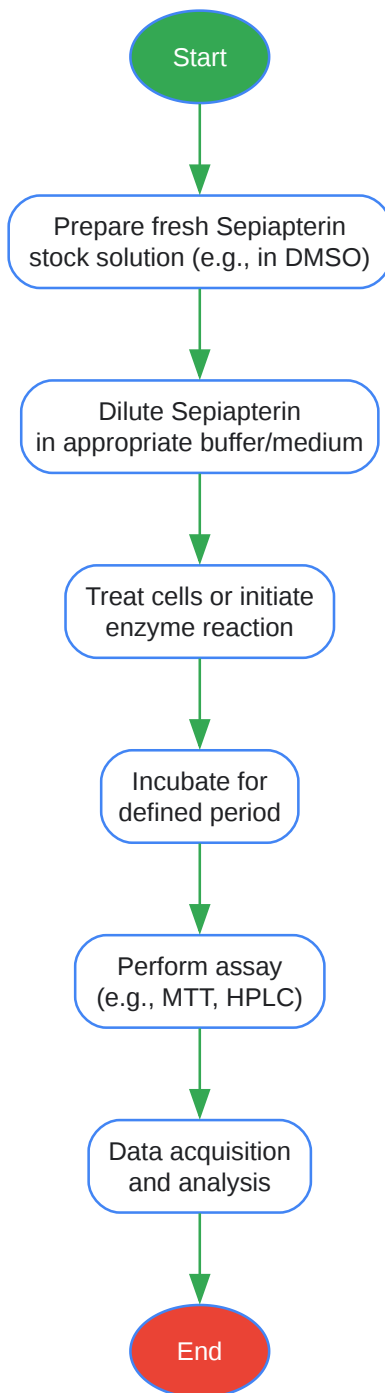 Start
Prepare fresh Sepiapterin
stock solution (e.g., in DMSO)
Dilute Sepiapterin
in appropriate buffer/medium
Treat cells or initiate
enzyme reaction
Incubate for
defined period
Perform assay
(e.g., MTT, HPLC)
Data acquisition
and analysis
End